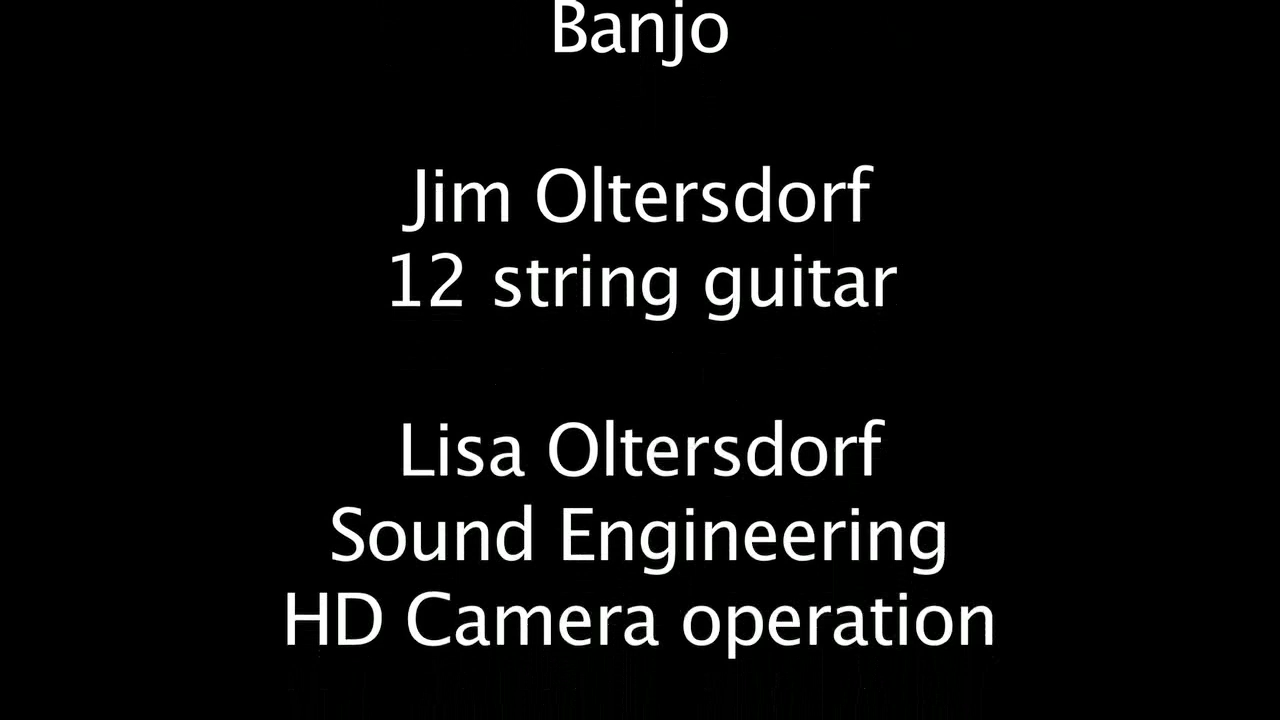 Banjo
Jim Oltersdorf
12 string guitar
Lisa Oltersdorf
Sound Engineering
HD Camera operation